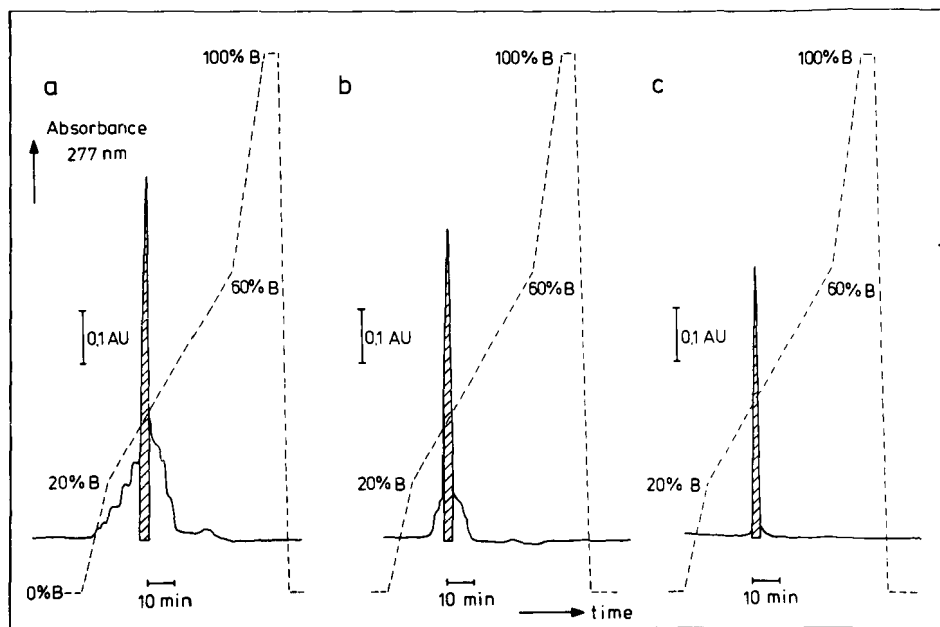 a
Absorbance
277 nm
100% B
0,1 AU
60% B
20% B
0% B
10 min
b
100% B
0,1 AU
60% B
20% B
10 min
c
100% B
0,1 AU
60% B
20% B
10 min
time